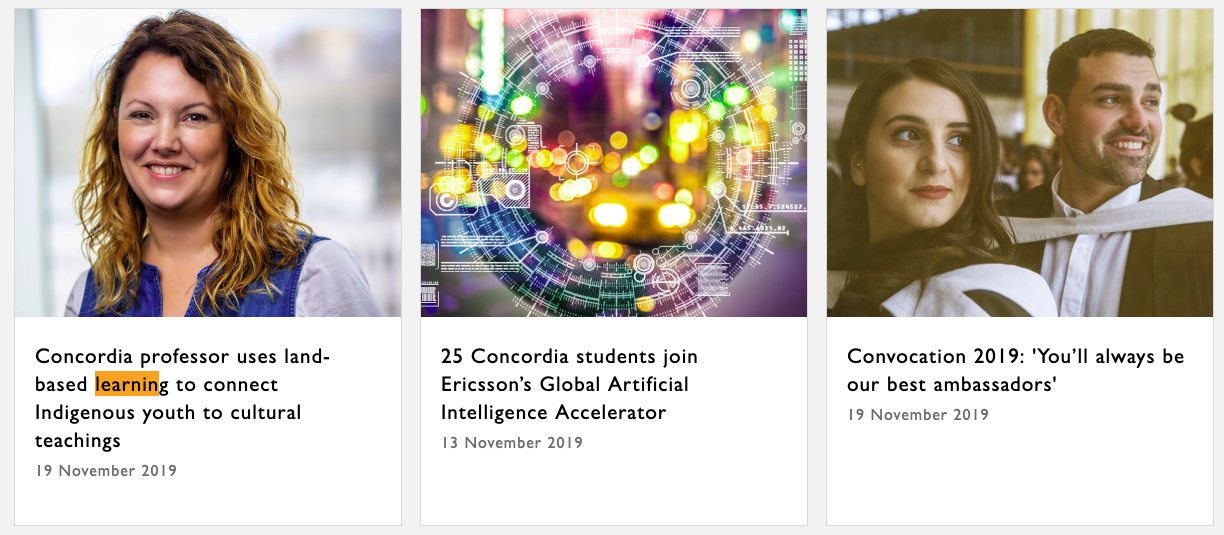 Concordia professor uses land-
based learning to connect
Indigenous youth to cultural
teachings
19 November 2019
25 Concordia students join
Ericsson’s Global Artificial
Intelligence Accelerator
13 November 2019
Convocation 2019: 'You’ll always be
our best ambassadors'
19 November 2019